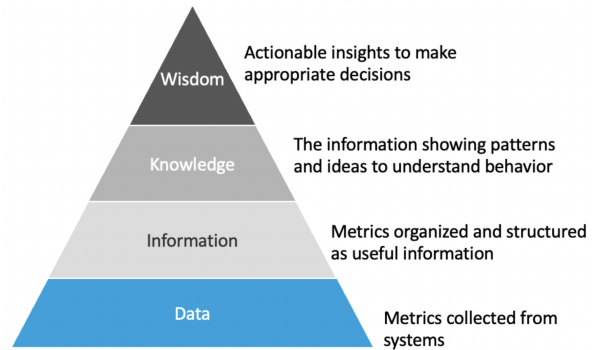 Wisdom
Actionable insights to make
appropriate decisions
Knowledge
The information showing patterns
and ideas to understand behavior
Information
Metrics organized and structured
as useful information
Data
Metrics collected from
systems